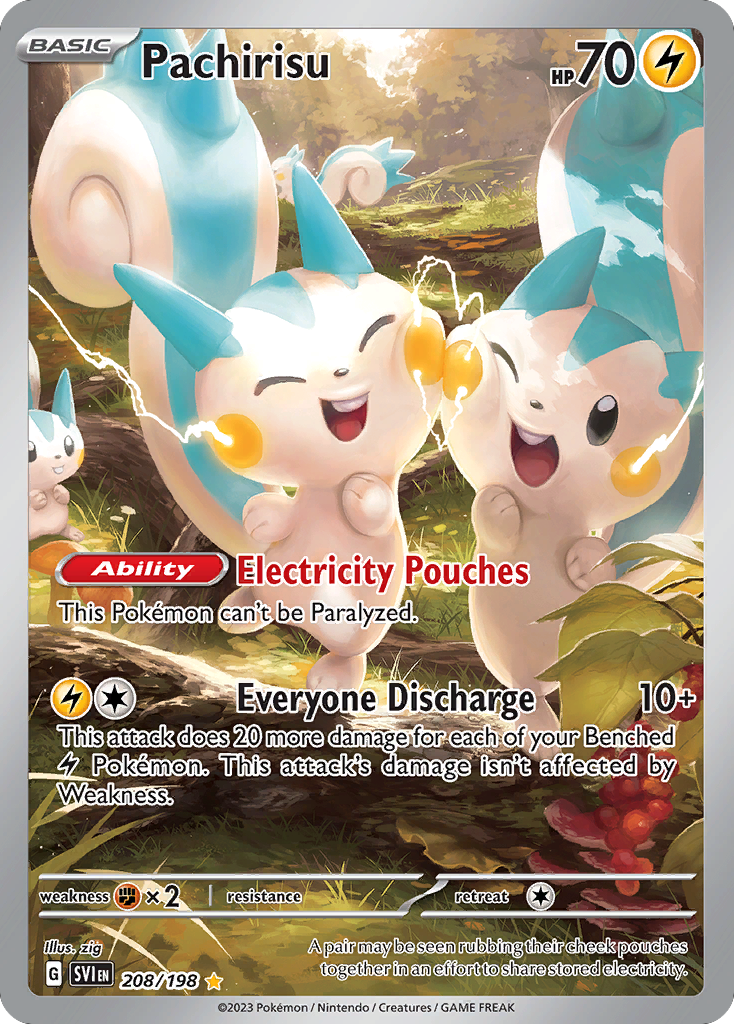 BASIC Pachirisu HP 70
Ability Electricity Pouches
This Pokémon can't be Paralyzed.
Everyone Discharge 10+
This attack does 20 more damage for each of your Benched
Pokémon. This attack's damage isn't affected by
Weakness.
weakness ×2 resistance retreat
Illus. zig
A pair may be seen rubbing their cheek pouches
together in an effort to share stored electricity.
G SVI EN 208/198
©2023 Pokémon / Nintendo / Creatures / GAME FREAK